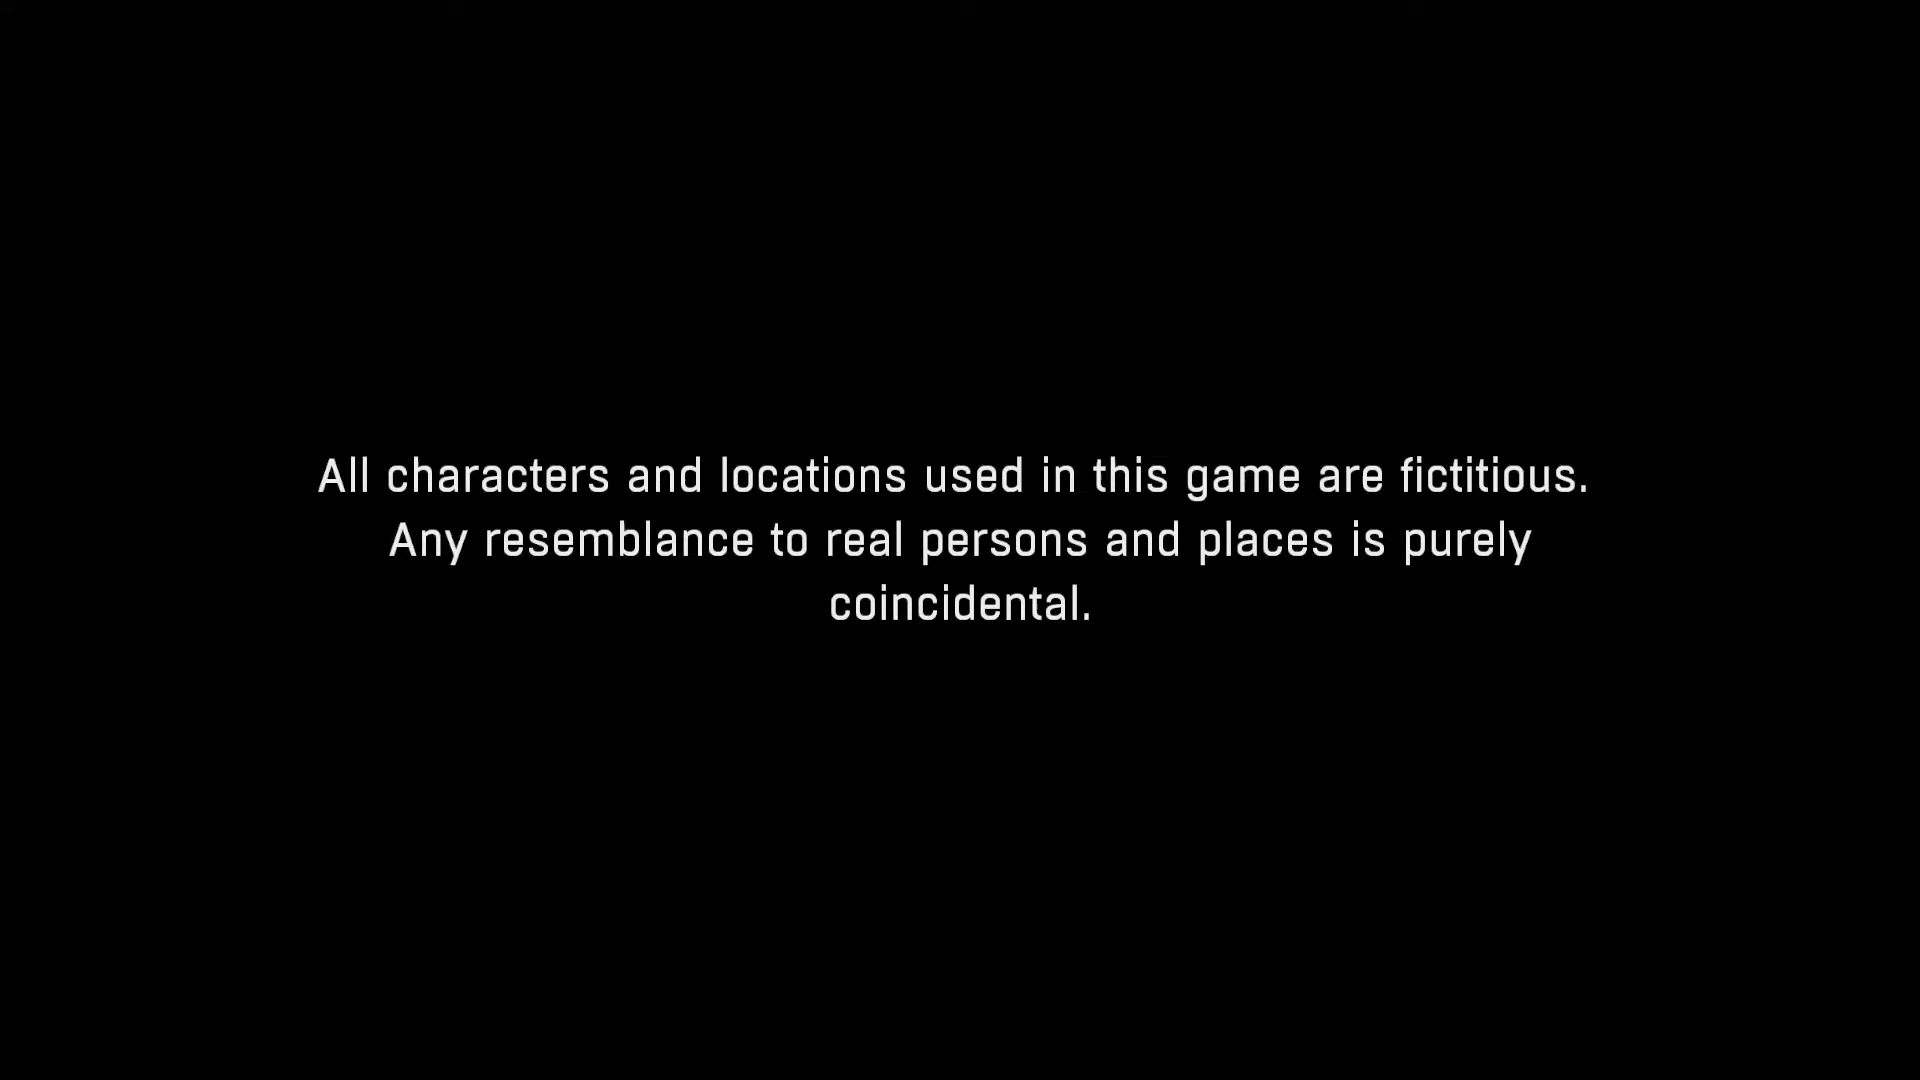 All characters and locations used in this game are fictitious.
Any resemblance to real persons and places is purely
coincidental.